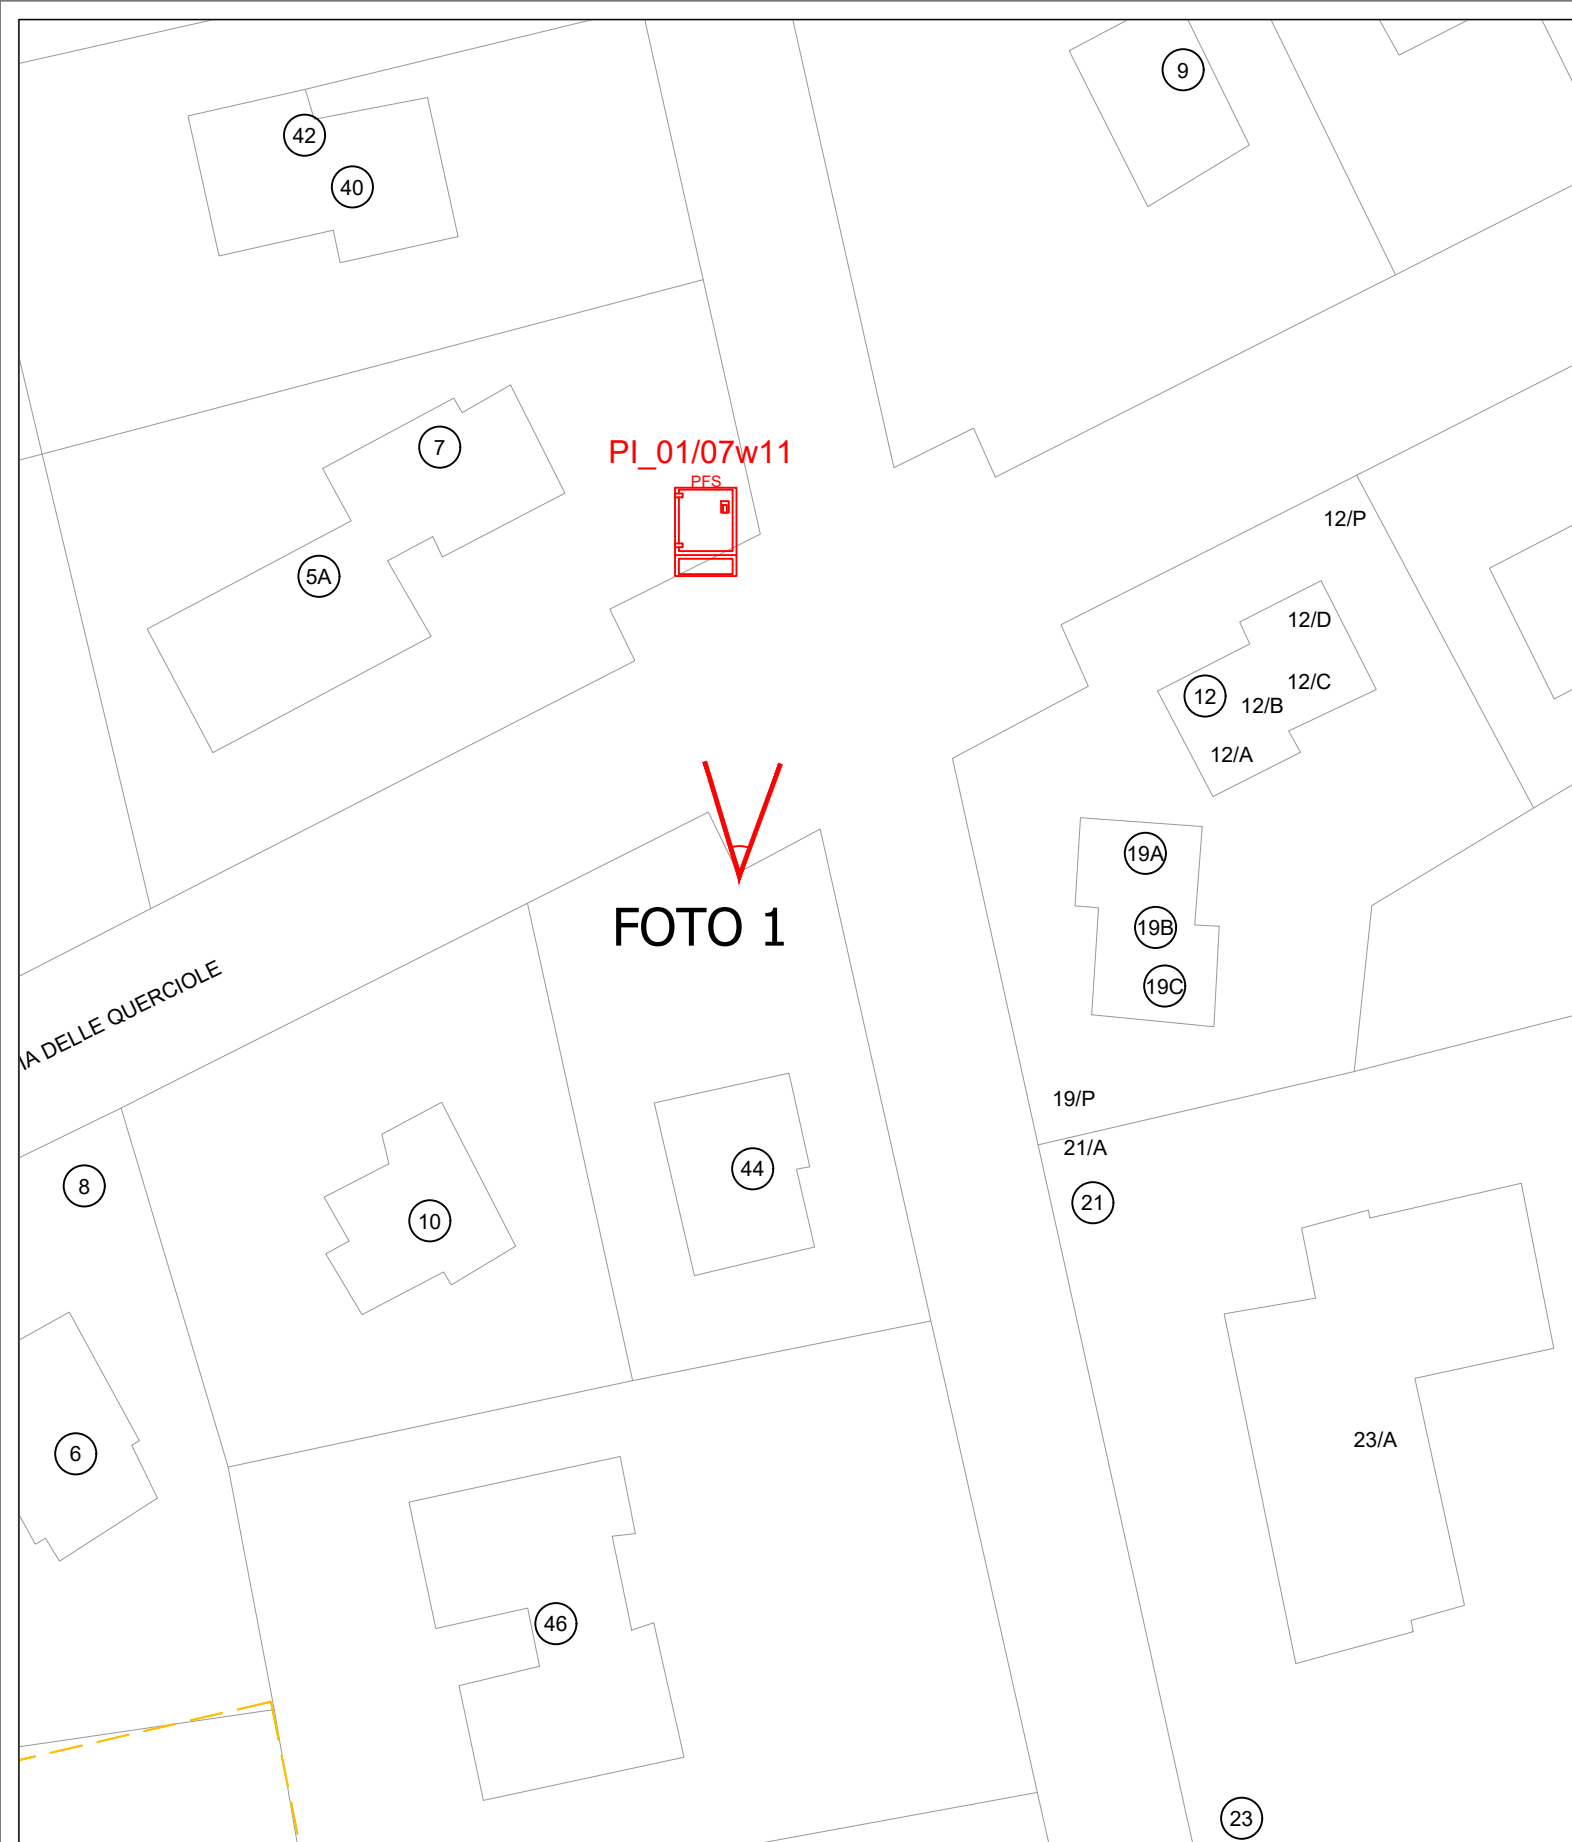 9
42
40
7
PI_01/07w11
PFS
12/P
5A
12/D
12/C
12
12/B
12/A
19A
19B
FOTO 1
19C
IA DELLE QUERCIOLE
19/P
21/A
44
8
21
10
23/A
6
46
23